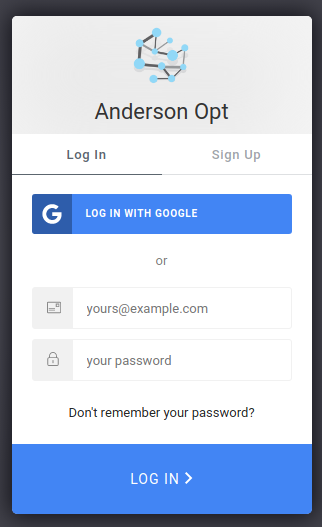 Anderson Opt
Log In
Sign Up
G
LOG IN WITH GOOGLE
or
yours@example.com
your password
Don't remember your password?
LOG IN